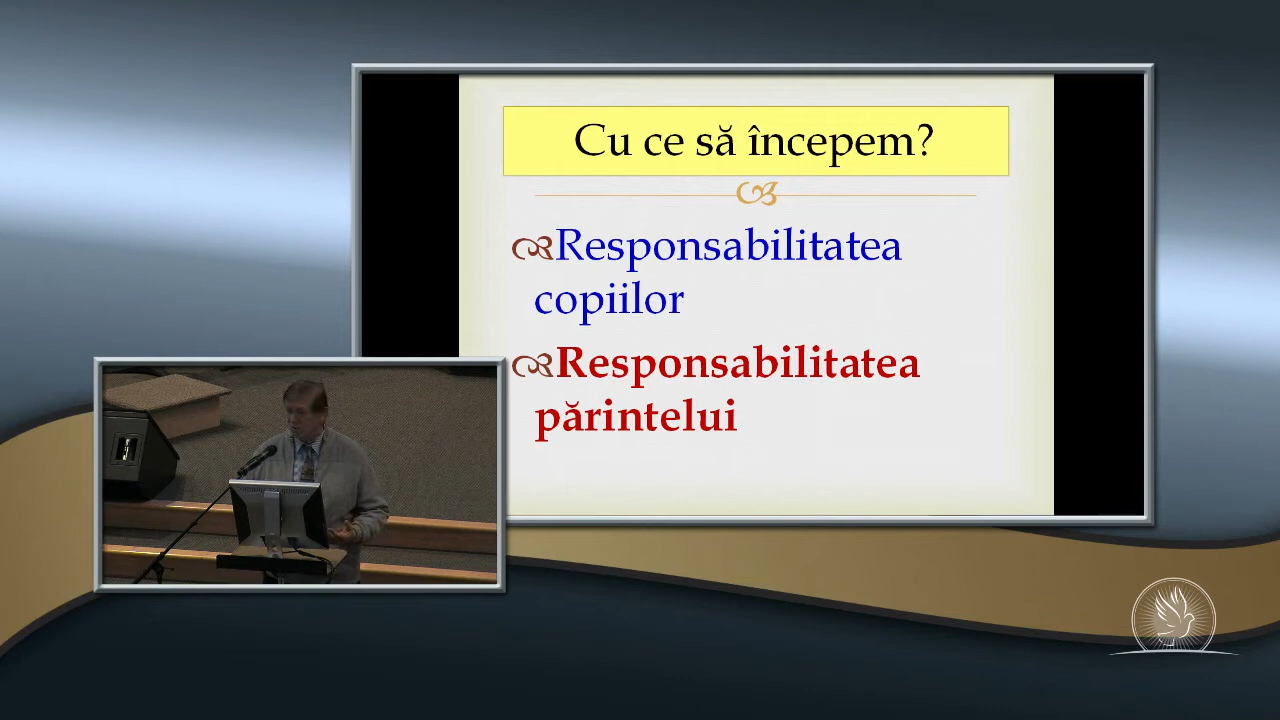 Cu ce să începem?
Responsabilitatea
copiilor
Responsabilitatea
părintelui